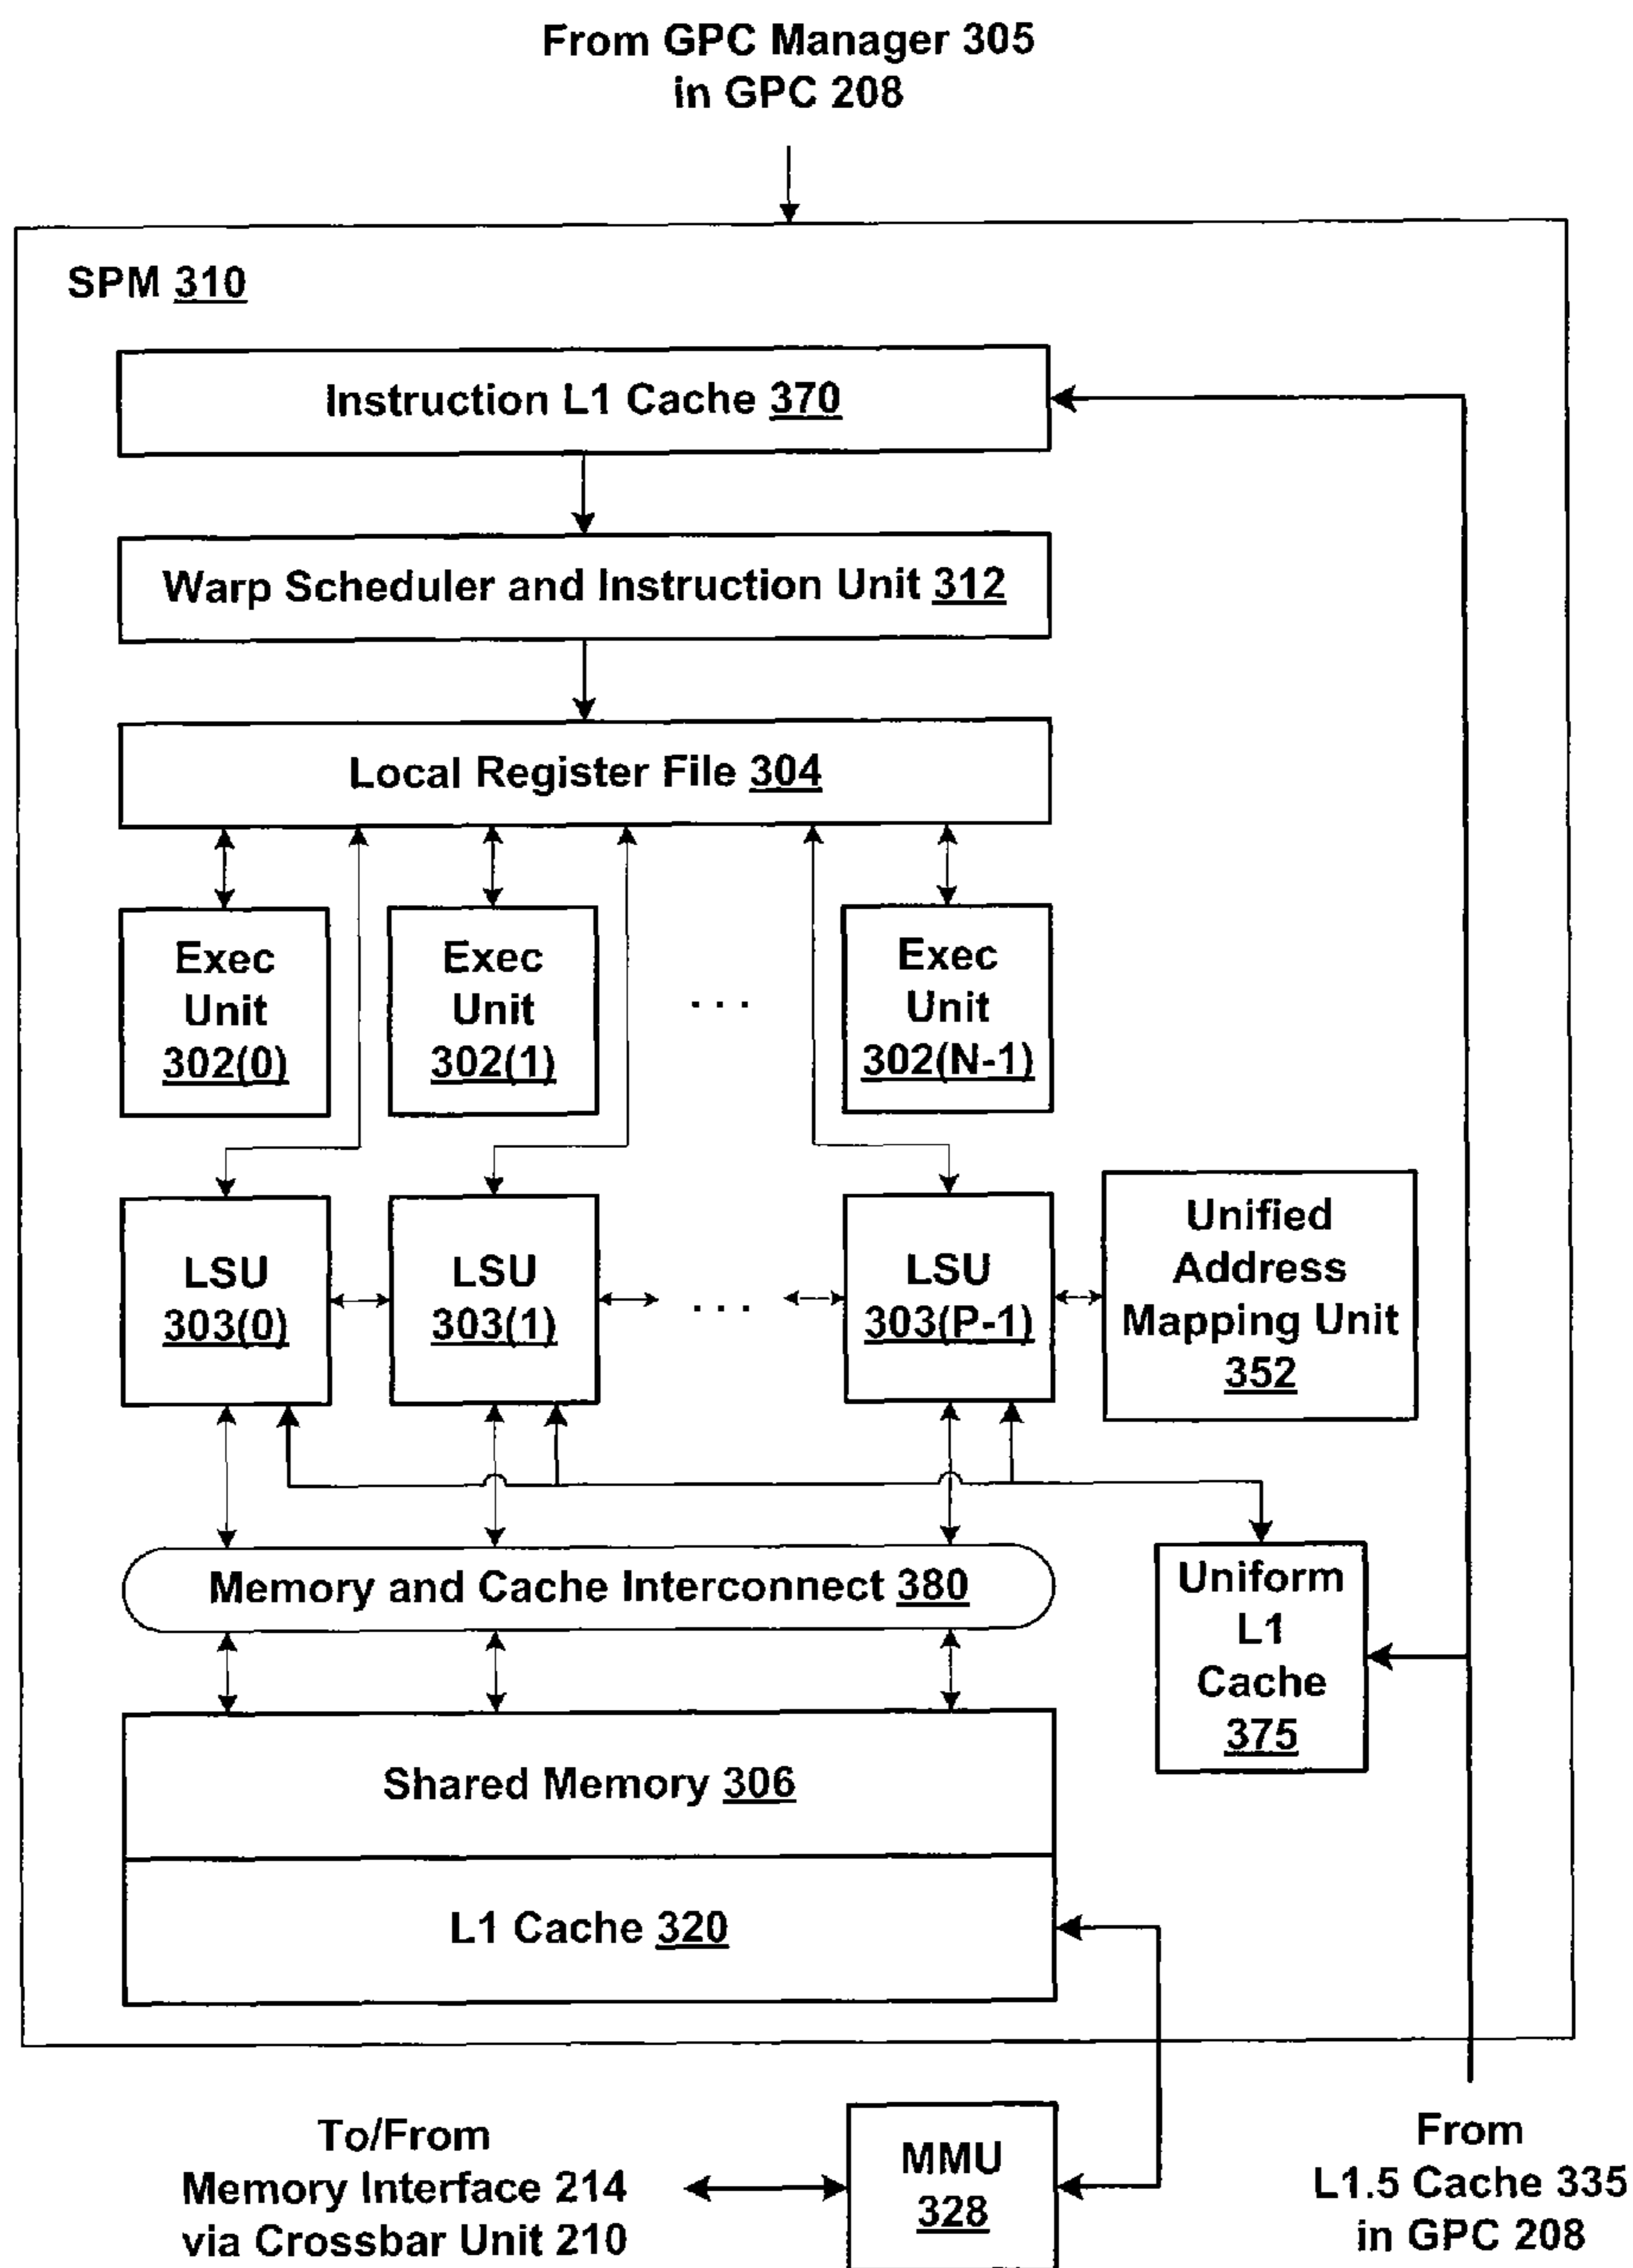 From GPC Manager 305
in GPC 208
SPM 310
Instruction L1 Cache 370
Warp Scheduler and Instruction Unit 312
Local Register File 304
Exec
Unit
302(0)
Exec
Unit
302(1)
. . .
Exec
Unit
302(N-1)
LSU
303(0)
LSU
303(1)
. . .
LSU
303(P-1)
Unified
Address
Mapping Unit
352
Memory and Cache Interconnect 380
Uniform
L1
Cache
375
Shared Memory 306
L1 Cache 320
To/From
Memory Interface 214
via Crossbar Unit 210
MMU
328
From
L1.5 Cache 335
in GPC 208